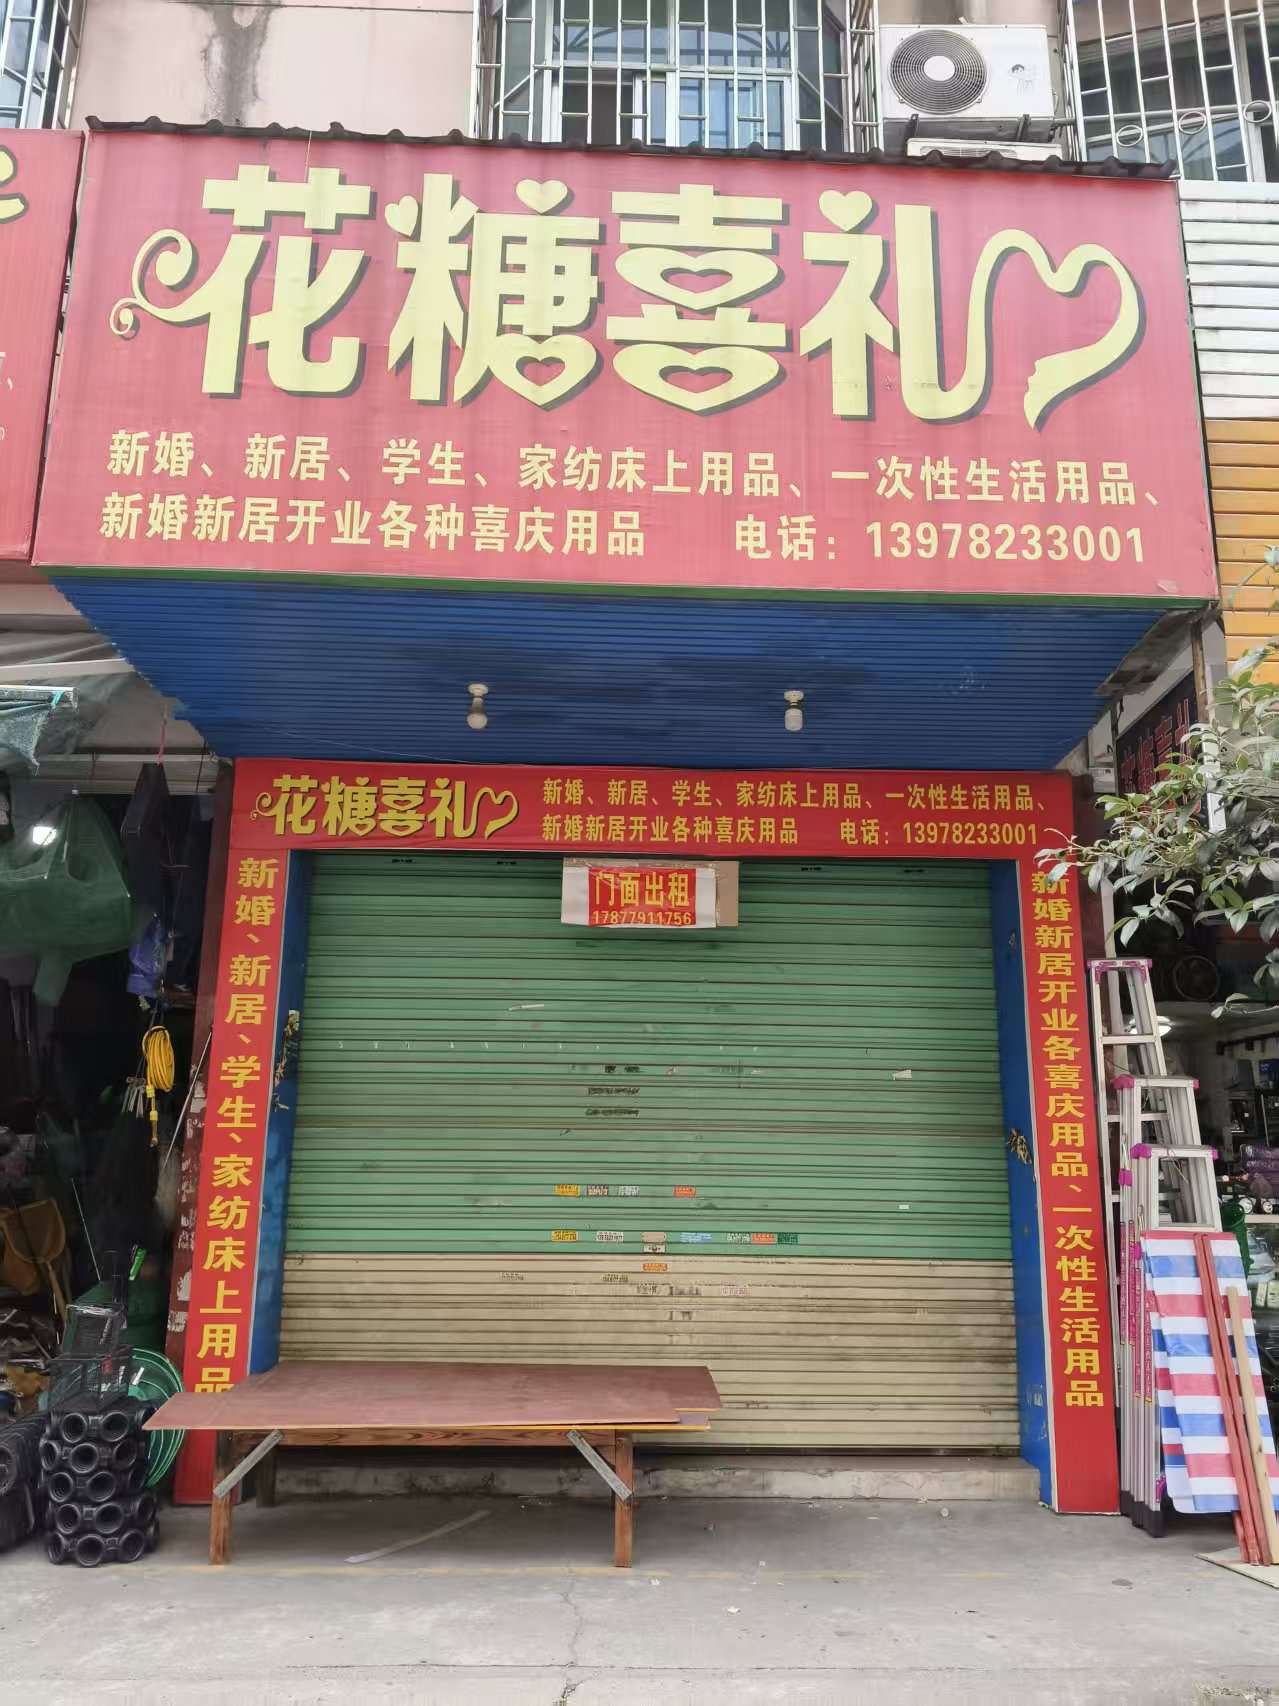 花糖喜礼
新婚、新居、学生、家纺床上用品、一次性生活用品、
新婚新居开业各种喜庆用品 电话：13978233001
花糖喜礼
新婚、新居、学生、家纺床上用品、一次性生活用品、
新婚新居开业各种喜庆用品 电话：13978233001
门面出租
17877911756
新婚、新居、学生、家纺床上用品
新婚新居开业各喜庆用品、一次性生活用品